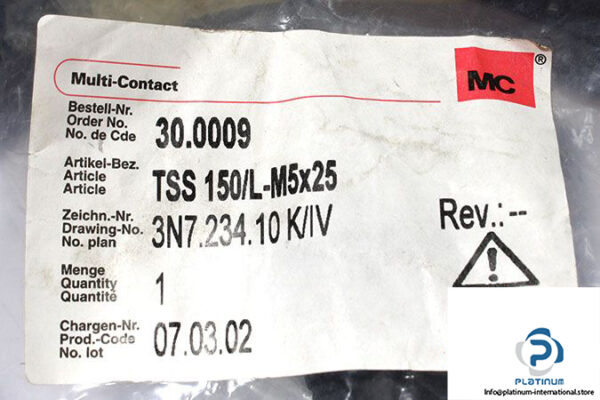 Multi-Contact
MC®
Bestell-Nr.
Order No.
No. de Cde
30.0009
Artikel-Bez.
Article
Article
TSS 150/L-M5x25
Zeichn.-Nr.
Drawing-No.
No. plan
3N7.234.10 K/IV
Rev.:--
Menge
Quantity
Quantité
1
Chargen-Nr.
Prod.-Code
No. lot
07.03.02
PLATINUM
Info@platinum-international.store